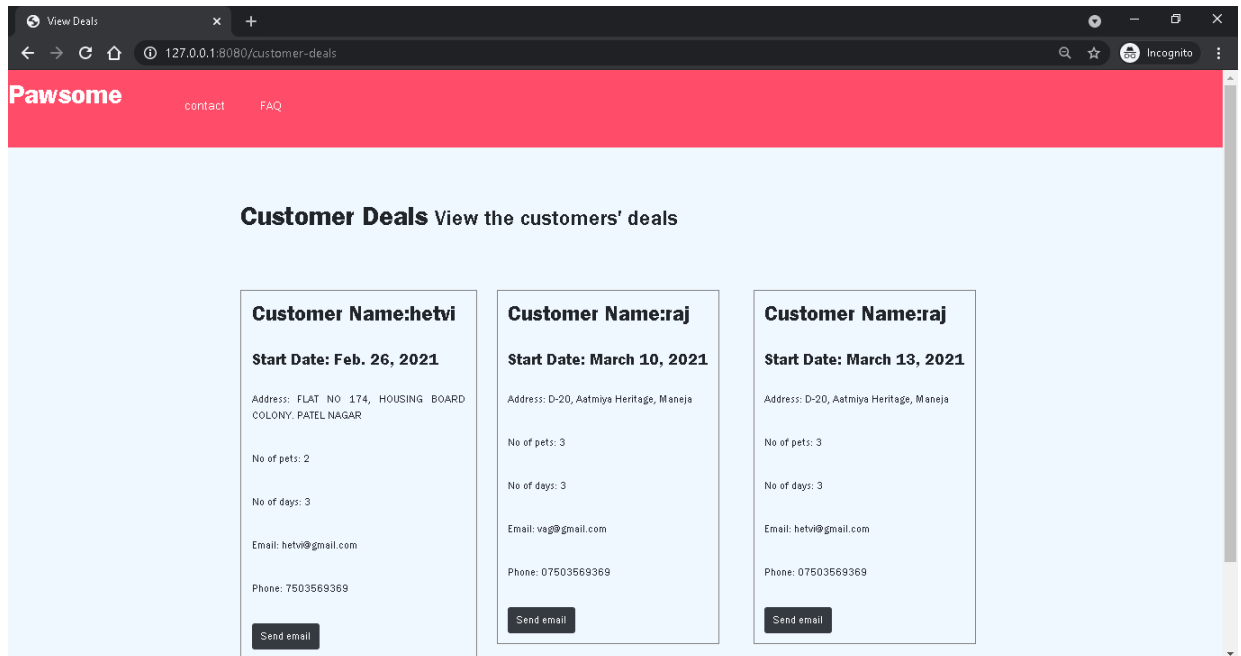 View Deals
127.0.0.1:8080/customer-deals
Incognito
Pawsome
contact FAQ
Customer Deals View the customers' deals
Customer Name:hetvi
Start Date: Feb. 26, 2021
Address: FLAT NO 174, HOUSING BOARD
COLONY. PATEL NAGAR
No of pets: 2
No of days: 3
Email: hetvi@gmail.com
Phone: 7503569369
Send email
Customer Name:raj
Start Date: March 10, 2021
Address: D-20, Aatmiya Heritage, Maneja
No of pets: 3
No of days: 3
Email: vag@gmail.com
Phone: 07503569369
Send email
Customer Name:raj
Start Date: March 13, 2021
Address: D-20, Aatmiya Heritage, Maneja
No of pets: 3
No of days: 3
Email: hetvi@gmail.com
Phone: 07503569369
Send email